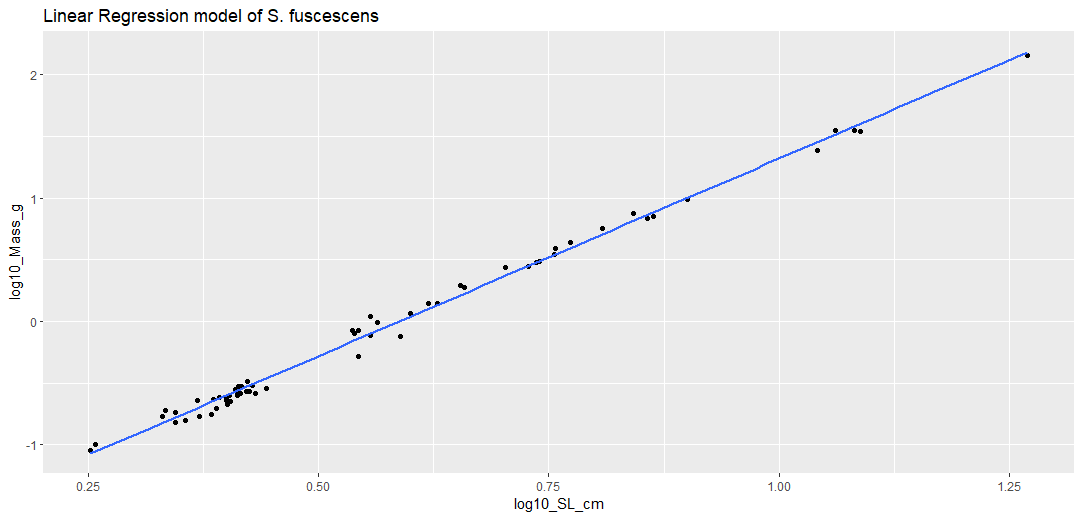 Linear Regression model of S. fuscescens
log10_Mass_g
2
1
0
-1
0.25 0.50 0.75 1.00 1.25
log10_SL_cm